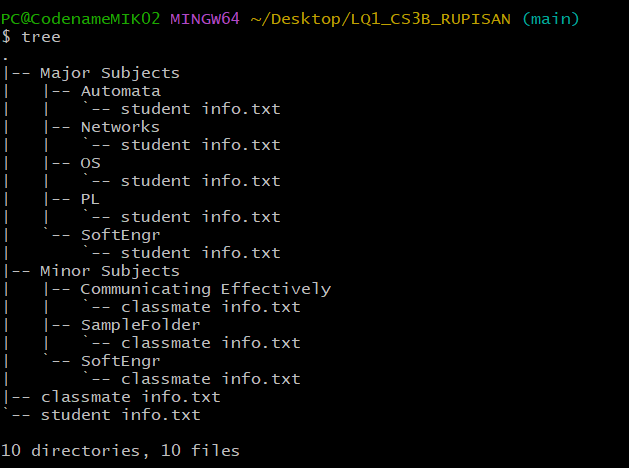 PC@CodenameMIKO2 MINGW64 ~/Desktop/LQ1_CS3B_RUPISAN (main)
$ tree
.
|-- Major Subjects
|   |-- Automata
|   |   `-- student info.txt
|   |-- Networks
|   |   `-- student info.txt
|   |-- OS
|   |   `-- student info.txt
|   |-- PL
|   |   `-- student info.txt
|   `-- SoftEngr
|       `-- student info.txt
|-- Minor Subjects
|   |-- Communicating Effectively
|   |   `-- classmate info.txt
|   |-- SampleFolder
|   |   `-- classmate info.txt
|   `-- SoftEngr
|       `-- classmate info.txt
|-- classmate info.txt
`-- student info.txt
10 directories, 10 files